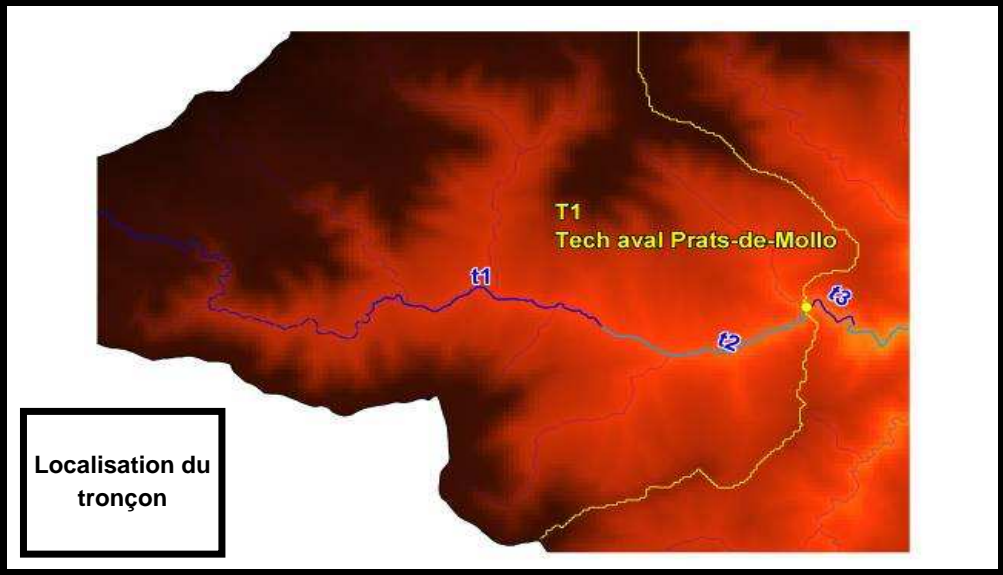 T1
Tech aval Prats-de-Mollo
t1
t3
t2
Localisation du
tronçon